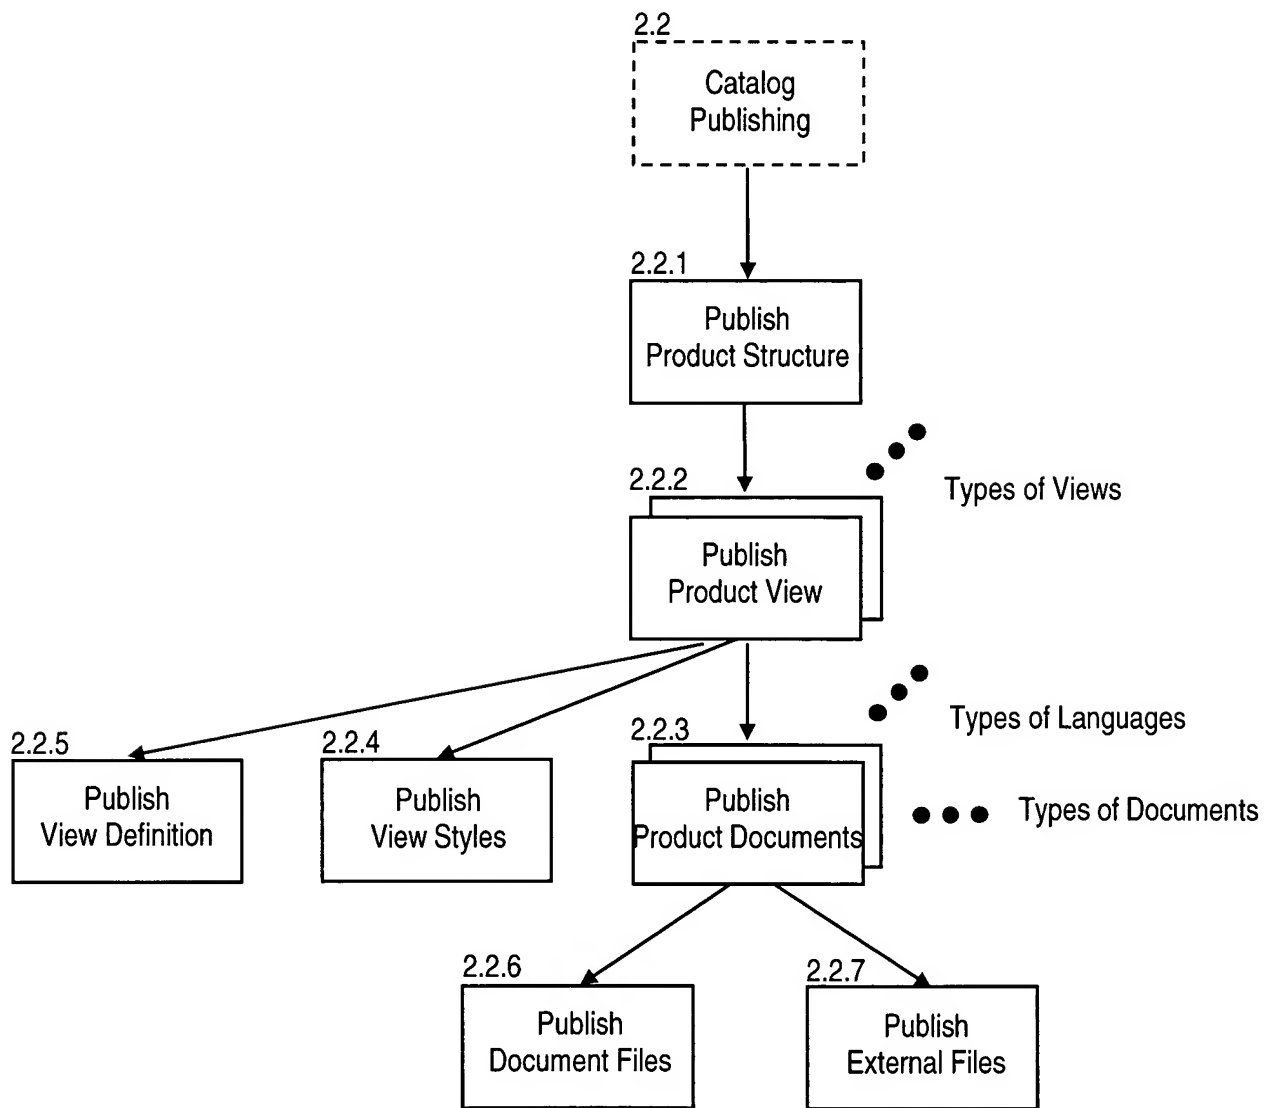 2.2
Catalog
Publishing
2.2.1
Publish
Product Structure
2.2.2
Types of Views
Publish
Product View
2.2.5
Publish
View Definition
2.2.4
Publish
View Styles
2.2.3
Types of Languages
Publish
Product Documents
Types of Documents
2.2.6
Publish
Document Files
2.2.7
Publish
External Files